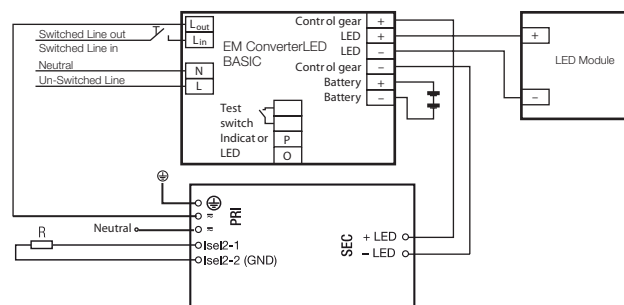 Switched Line out
Switched Line in
Neutral
Un-Switched Line
Lout
Lin
N
L
EM ConverterLED
BASIC
Control gear +
LED +
LED −
Control gear −
Battery +
Battery −
Test
switch
Indicator
LED
P
O
+
LED Module
−
PRI
=
=
Neutral
R
Isel2-1
Isel2-2 (GND)
SEC
+ LED
− LED